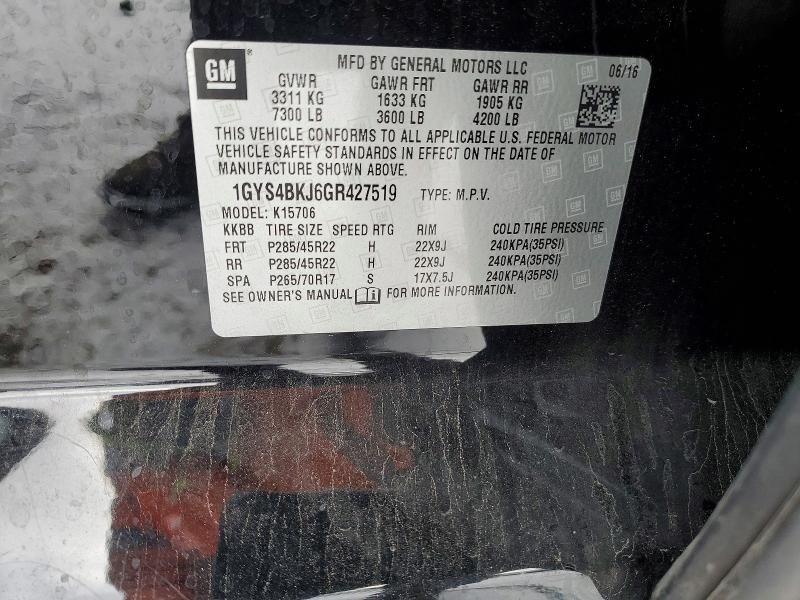 GM
MFD BY GENERAL MOTORS LLC 06/16
GVWR GAWR FRT GAWR RR
3311 KG 1633 KG 1905 KG
7300 LB 3600 LB 4200 LB
THIS VEHICLE CONFORMS TO ALL APPLICABLE U.S. FEDERAL MOTOR
VEHICLE SAFETY STANDARDS IN EFFECT ON THE DATE OF
MANUFACTURE SHOWN ABOVE.
1GYS4BKJ6GR427519 TYPE: M.P.V.
MODEL: K15706
KKBB TIRE SIZE SPEED RTG RIM COLD TIRE PRESSURE
FRT P285/45R22 H 22X9J 240KPA(35PSI)
RR P285/45R22 H 22X9J 240KPA(35PSI)
SPA P265/70R17 S 17X7.5J 240KPA(35PSI)
SEE OWNER'S MANUAL FOR MORE INFORMATION.